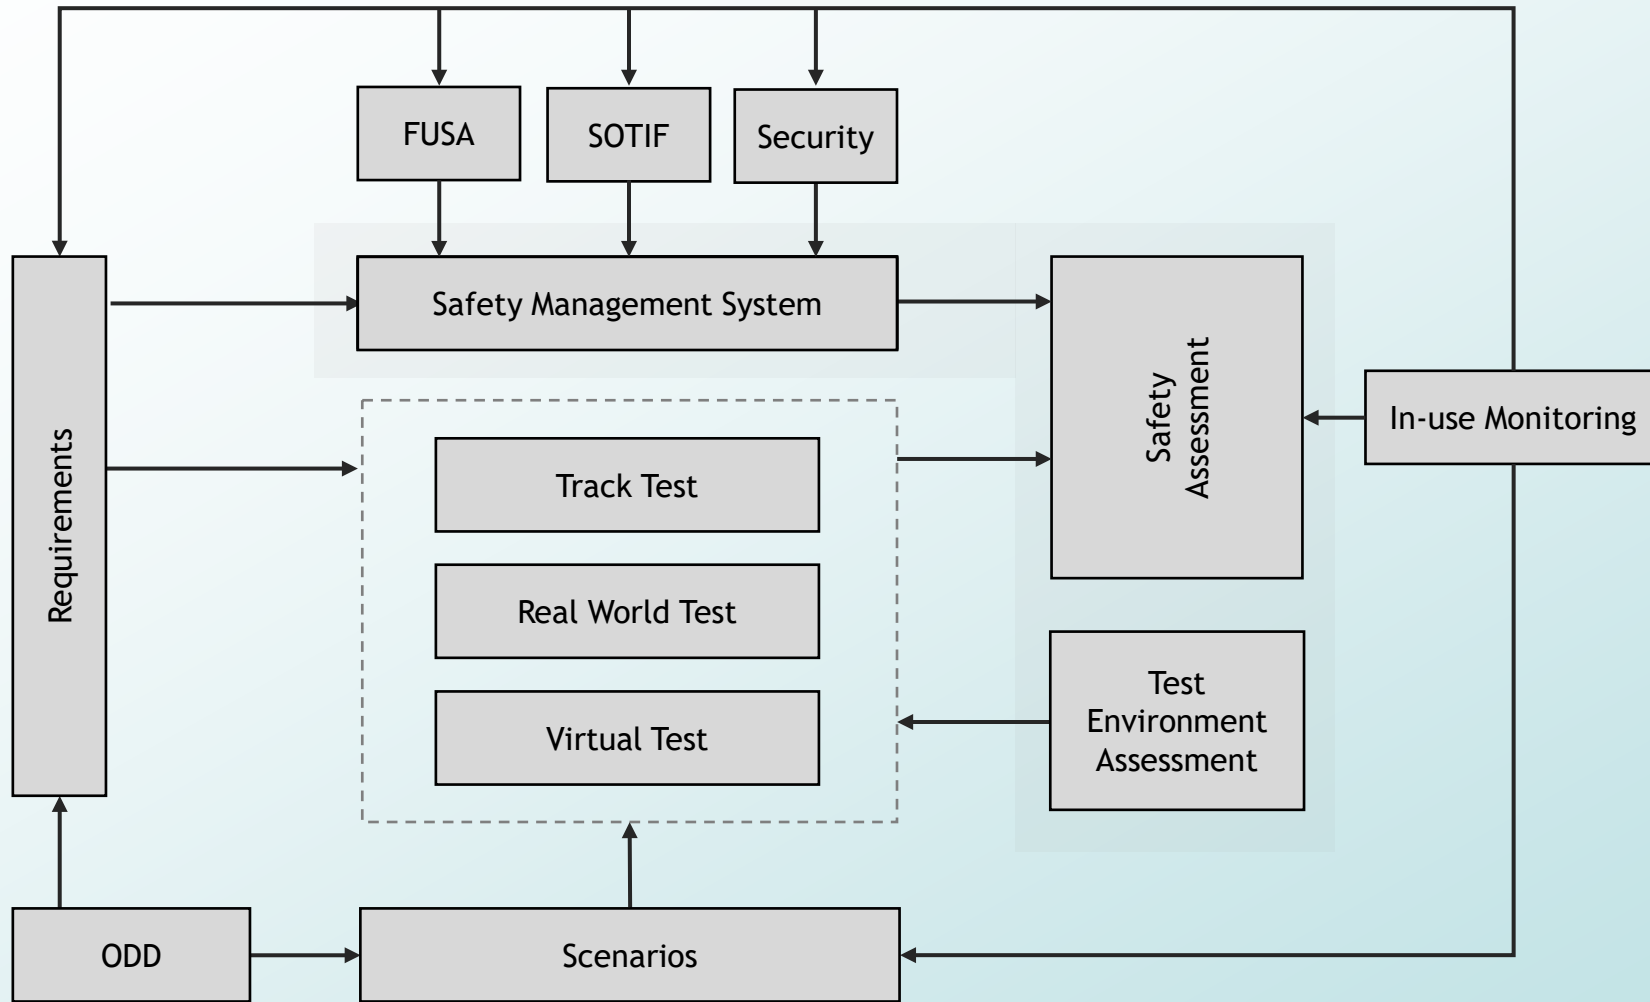 FUSA
SOTIF
Security
Safety Management System
Safety
Assessment
In-use Monitoring
Requirements
Track Test
Real World Test
Virtual Test
Test
Environment
Assessment
ODD
Scenarios